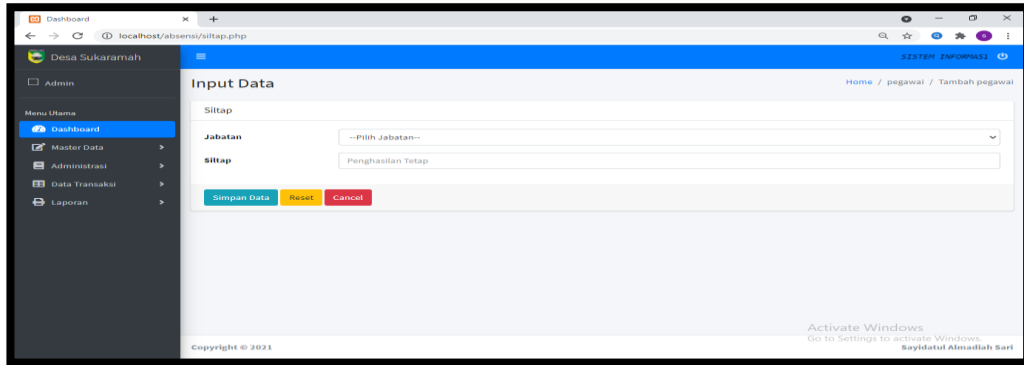 Dashboard
localhost/absensi/siltap.php
Desa Sukaramah
SISTEM INFORMASI
Admin
Input Data
Home / pegawai / Tambah pegawai
Menu Utama
Siltap
Dashboard
Jabatan
--Pilih Jabatan--
Master Data
Siltap
Penghasilan Tetap
Administrasi
Data Transaksi
Simpan Data
Reset
Cancel
Laporan
Activate Windows
Go to Settings to activate Windows.
Copyright © 2021
Sayidatul Almadiah Sari